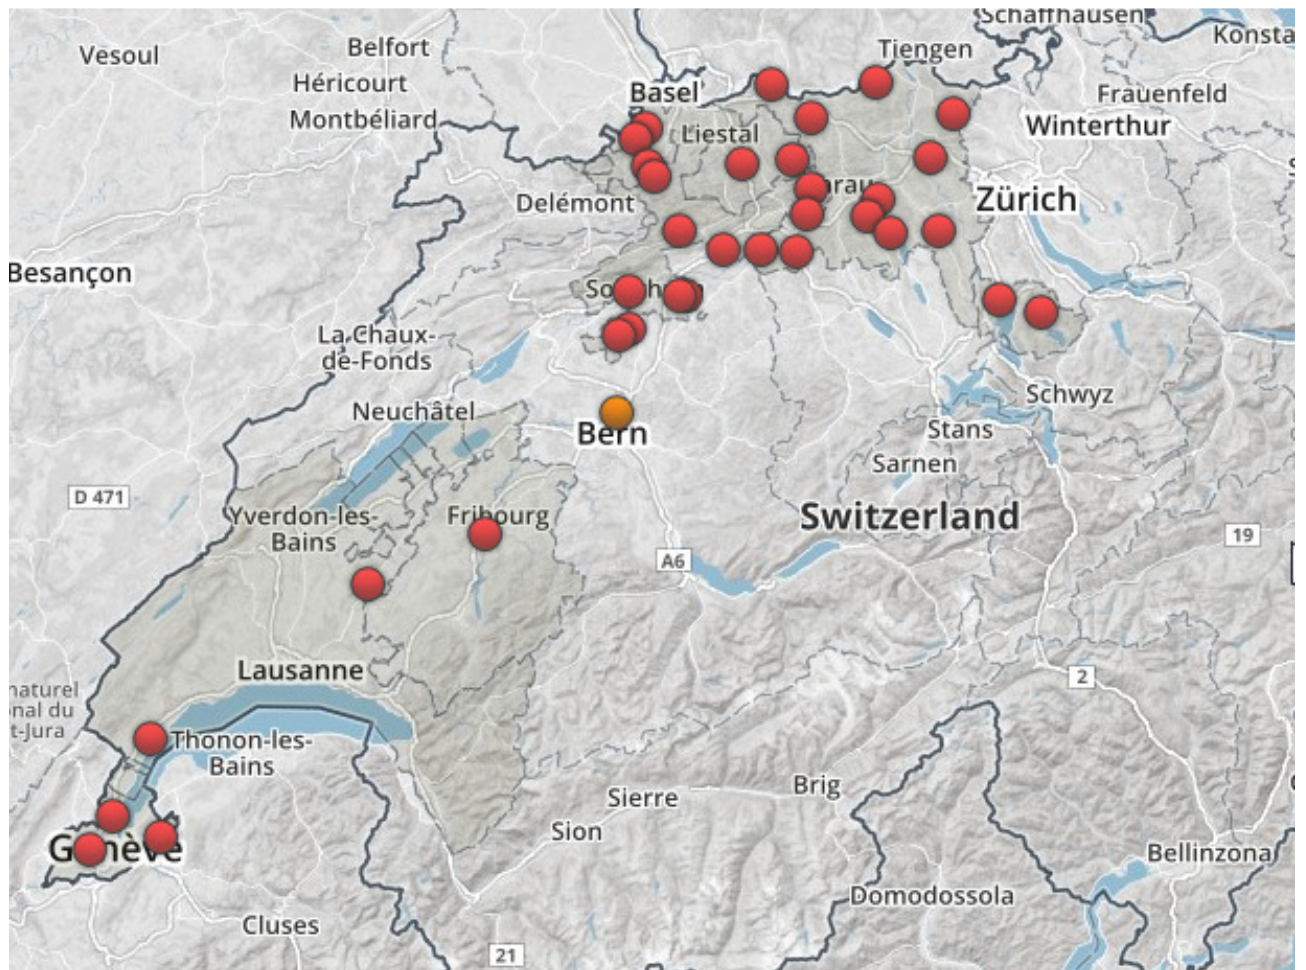 Schaffhausen
Konsta
Vesoul
Belfort
Tiengen
Héricourt
Basel
Frauenfeld
Montbéliard
Liestal
Winterthur
Delémont
Zürich
Besançon
La Chaux-
de-Fonds
Neuchâtel
Schwyz
Bern
Stans
Sarnen
D 471
Yverdon-les-
Bains
Fribourg
Switzerland
19
A6
Lausanne
2
naturel
onal du
t-Jura
Thonon-les-
Bains
Brig
Sierre
Sion
Genève
Bellinzona
Domodossola
Cluses
21